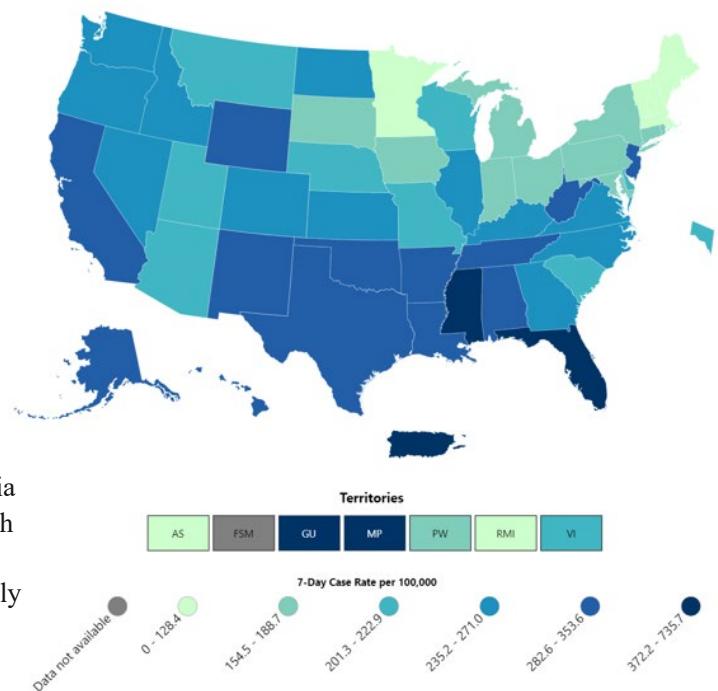 ia
h
ly
Territories
AS FSM GU MP PW RMI VI
7-Day Case Rate per 100,000
Data not available 0 - 128.4 154.5 - 188.7 201.3 - 222.9 235.2 - 271.0 282.6 - 353.6 372.2 - 735.7